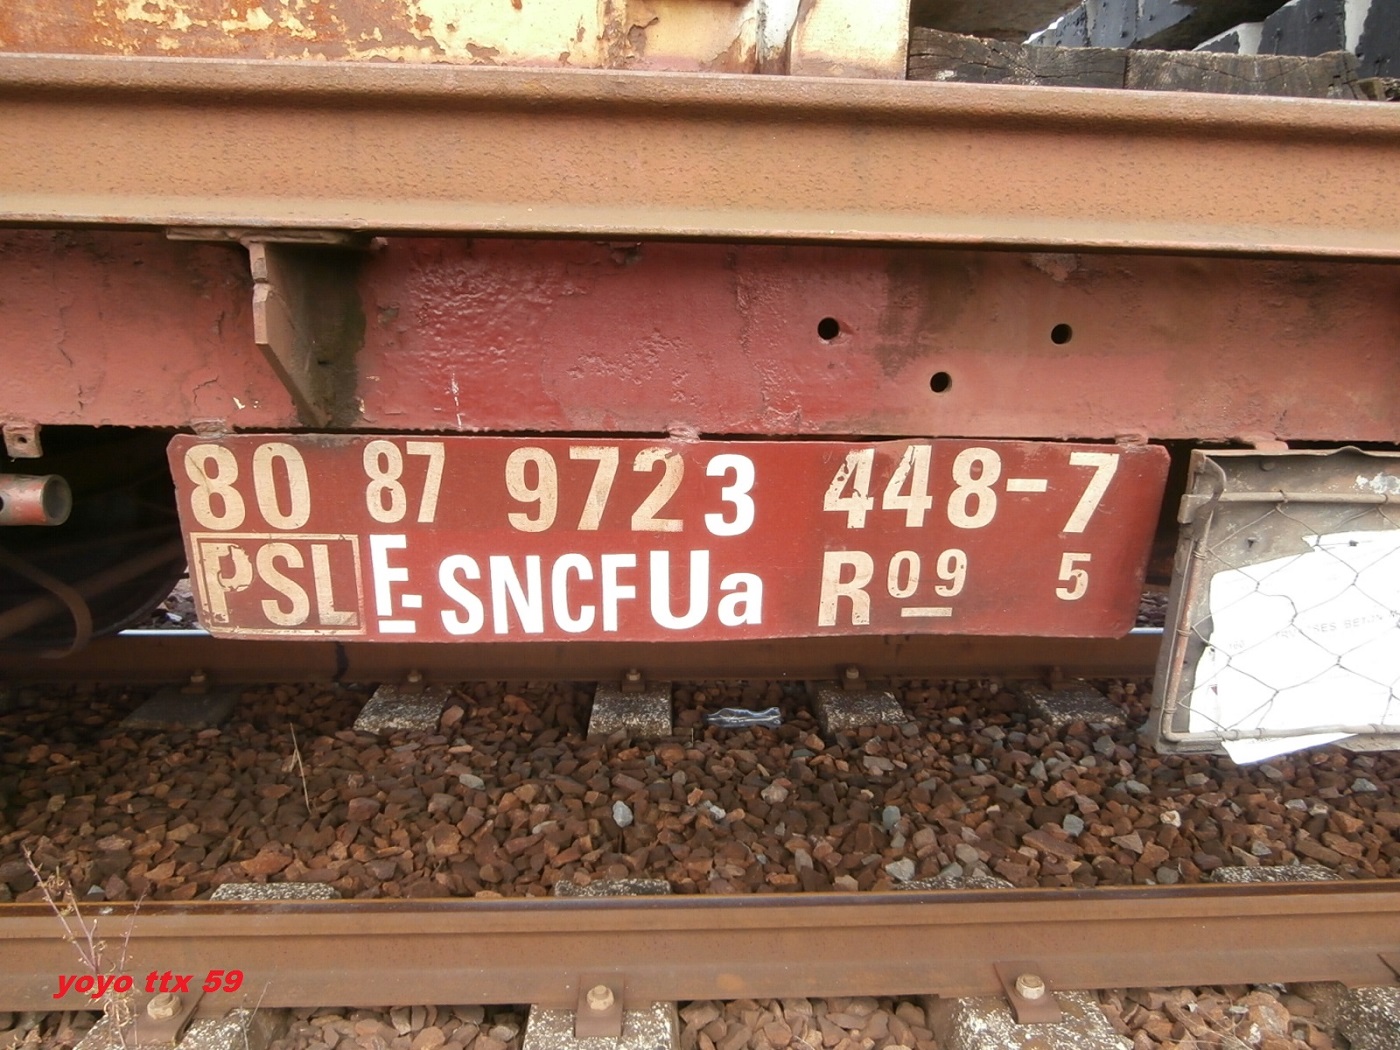 80 87 9723 448-7
PSL F-SNCF Ua R09 5
yoyo ttx 59